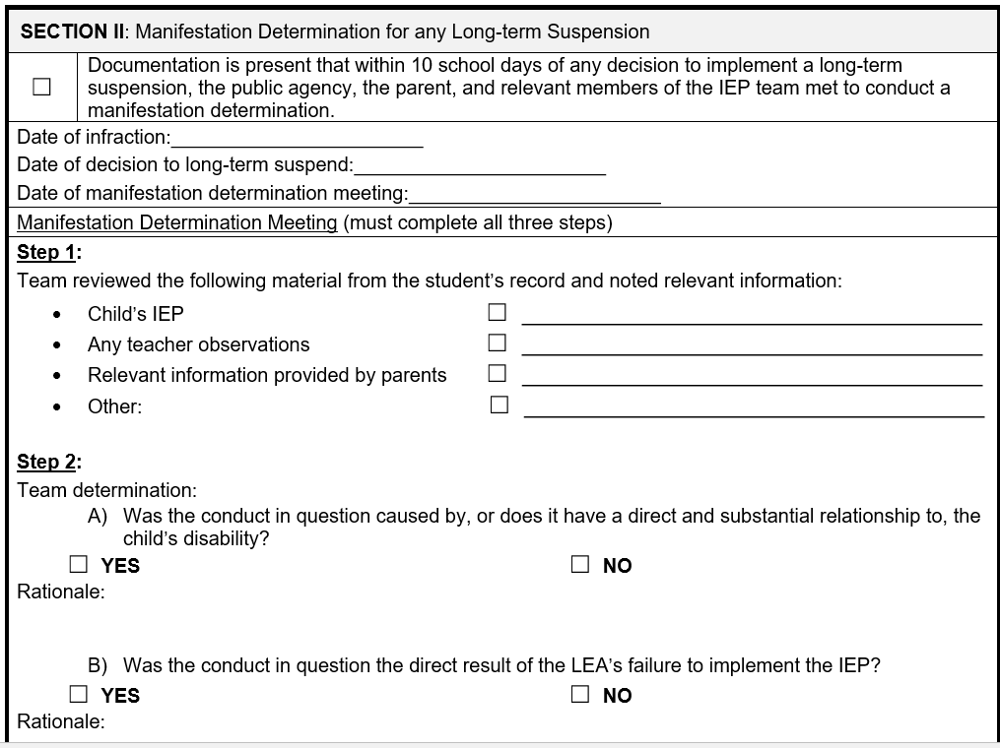 SECTION II: Manifestation Determination for any Long-term Suspension
☐ Documentation is present that within 10 school days of any decision to implement a long-term
suspension, the public agency, the parent, and relevant members of the IEP team met to conduct a
manifestation determination.
Date of infraction:_______________________
Date of decision to long-term suspend:_______________________
Date of manifestation determination meeting:_______________________
Manifestation Determination Meeting (must complete all three steps)
Step 1:
Team reviewed the following material from the student's record and noted relevant information:
• Child's IEP ☐ _______________________
• Any teacher observations ☐ _______________________
• Relevant information provided by parents ☐ _______________________
• Other: ☐ _______________________
Step 2:
Team determination:
A) Was the conduct in question caused by, or does it have a direct and substantial relationship to, the
child's disability?
☐ YES ☐ NO
Rationale:
B) Was the conduct in question the direct result of the LEA's failure to implement the IEP?
☐ YES ☐ NO
Rationale: